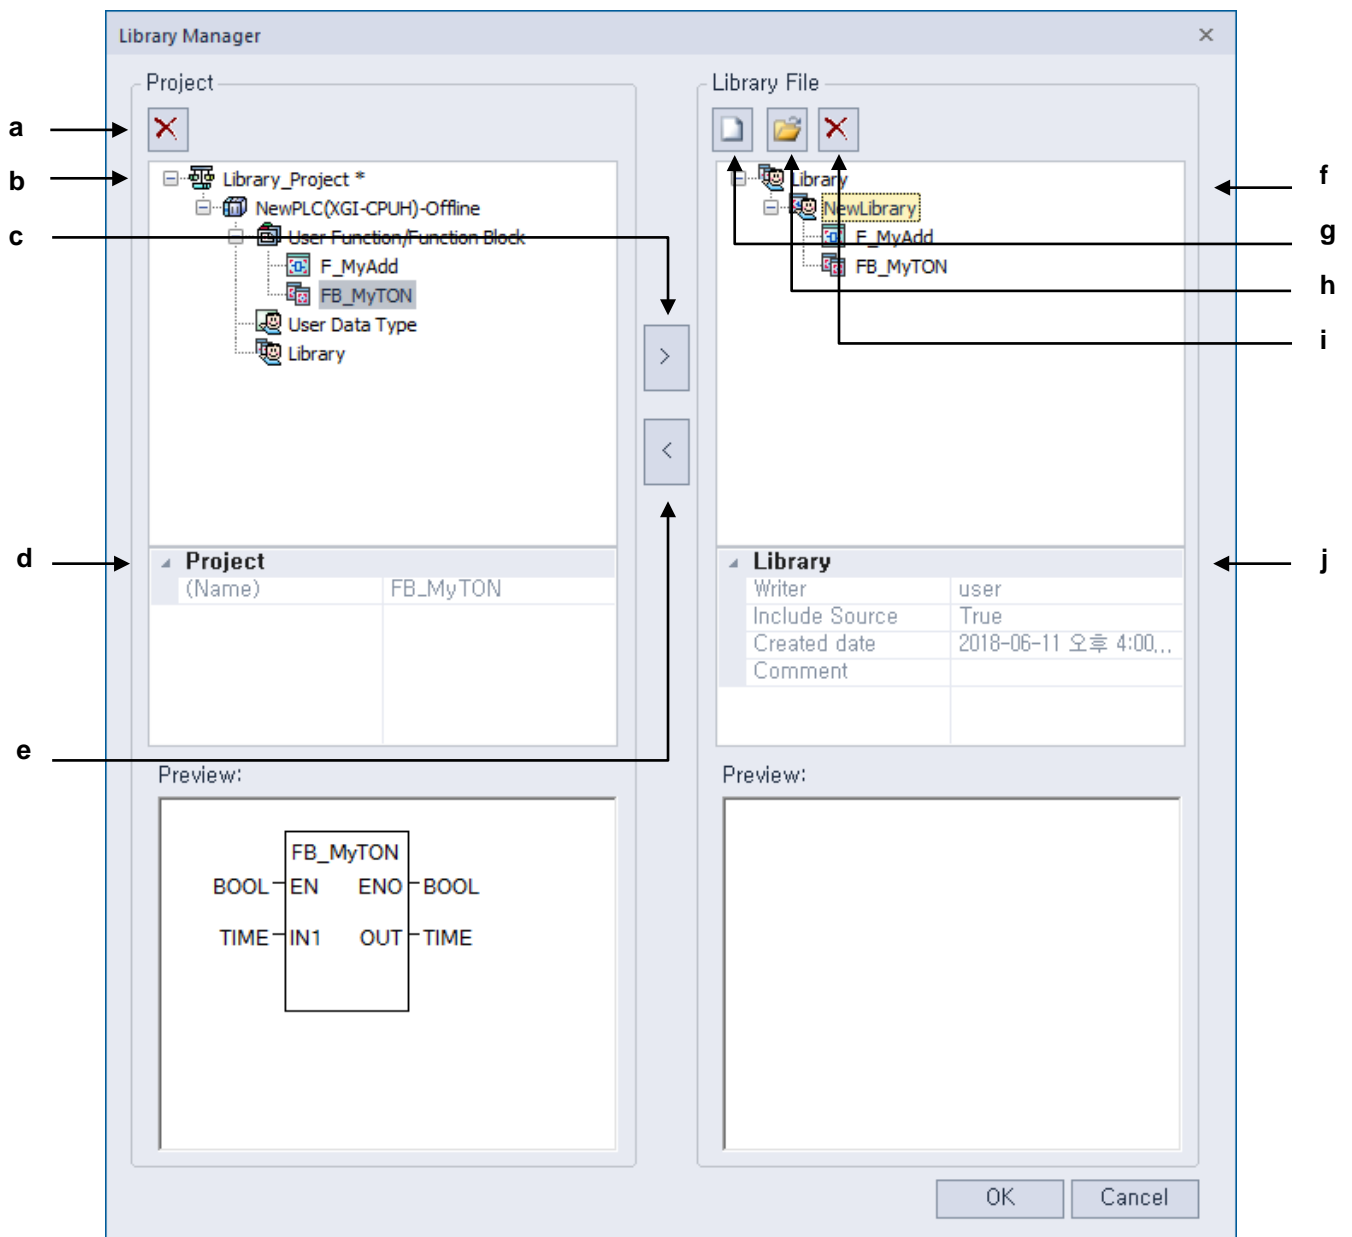 Library Manager
Project
Library File
a
b
c
d
e
f
g
h
i
j
Library_Project *
NewPLC(XGI-CPUH)-Offline
User Function/Function Block
F_MyAdd
FB_MyTON
User Data Type
Library
>
<
Library
NewLibrary
F_MyAdd
FB_MyTON
Project
(Name) FB_MyTON
Library
Writer user
Include Source True
Created date 2018-06-11 오후 4:00...
Comment
Preview:
FB_MyTON
BOOL EN ENO BOOL
TIME IN1 OUT TIME
Preview:
OK Cancel